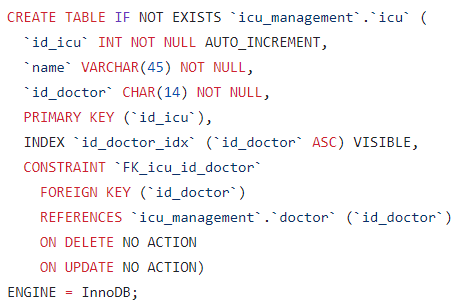 CREATE TABLE IF NOT EXISTS `icu_management`.`icu` (
  `id_icu` INT NOT NULL AUTO_INCREMENT,
  `name` VARCHAR(45) NOT NULL,
  `id_doctor` CHAR(14) NOT NULL,
  PRIMARY KEY (`id_icu`),
  INDEX `id_doctor_idx` (`id_doctor` ASC) VISIBLE,
  CONSTRAINT `FK_icu_id_doctor`
    FOREIGN KEY (`id_doctor`)
    REFERENCES `icu_management`.`doctor` (`id_doctor`)
    ON DELETE NO ACTION
    ON UPDATE NO ACTION)
ENGINE = InnoDB;